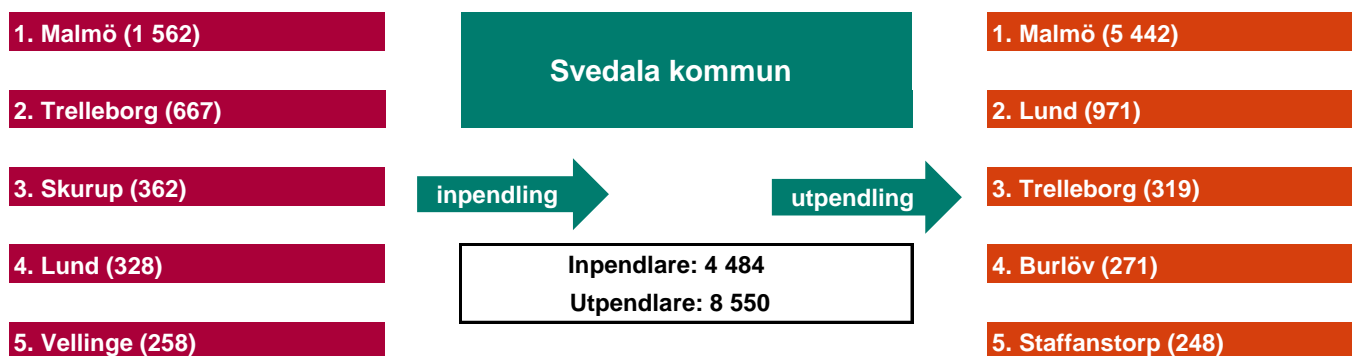 1. Malmö (1 562)
2. Trelleborg (667)
3. Skurup (362)
4. Lund (328)
5. Vellinge (258)
Svedala kommun
inpendling
utpendling
Inpendlare: 4 484
Utpendlare: 8 550
1. Malmö (5 442)
2. Lund (971)
3. Trelleborg (319)
4. Burlöv (271)
5. Staffanstorp (248)